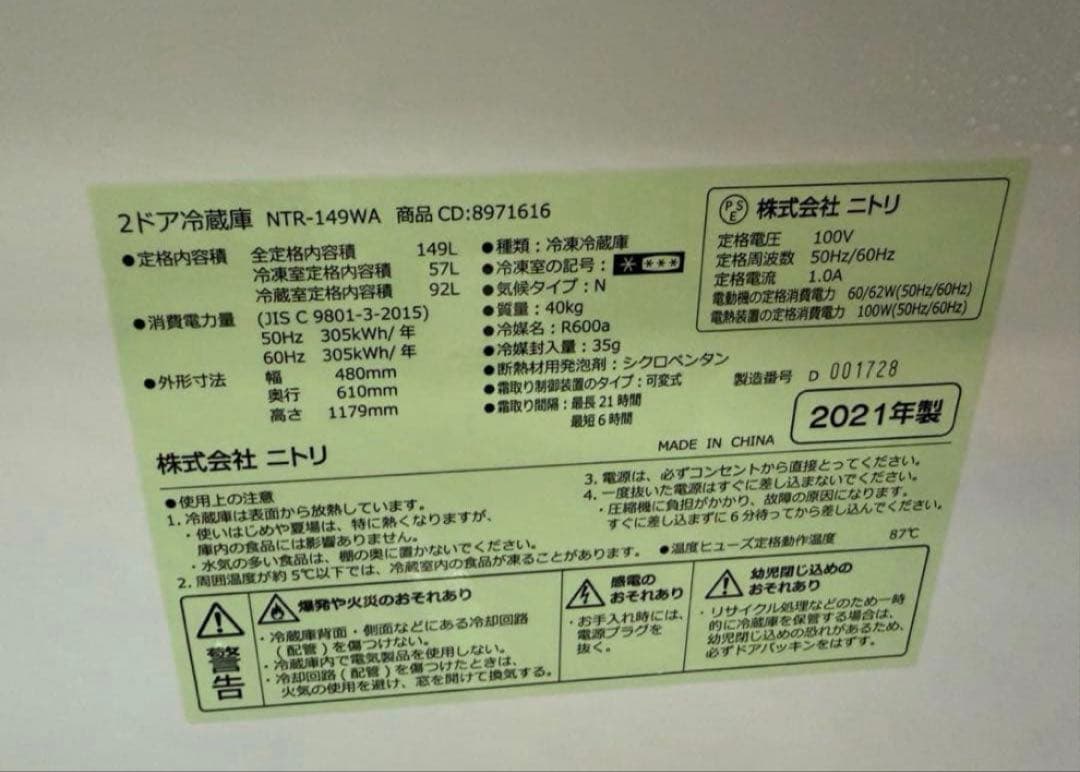 2ドア冷蔵庫 NTR-149WA 商品CD:8971616
●定格内容積 全定格内容積 149L
冷凍室定格内容積 57L
冷蔵室定格内容積 92L
●消費電力量 (JIS C 9801-3-2015)
50Hz 305kWh/年
60Hz 305kWh/年
●外形寸法 幅 480mm
奥行 610mm
高さ 1179mm
●種類:冷凍冷蔵庫
●冷凍室の記号:* ***
●気候タイプ:N
●質量:40kg
●冷媒名:R600a
●冷媒封入量:35g
●断熱材用発泡剤:シクロペンタン
●霜取り制御装置のタイプ:可変式
●霜取り間隔:最長21時間
最短6時間
PSE 株式会社 ニトリ
定格電圧 100V
定格周波数 50Hz/60Hz
定格電流 1.0A
電動機の定格消費電力 60/62W(50Hz/60Hz)
電熱装置の定格消費電力 100W(50Hz/60Hz)
製造番号 D 001728
2021年製
MADE IN CHINA
株式会社 ニトリ
●使用上の注意
1. 冷蔵庫は表面から放熱しています。
・使いはじめや夏場は、特に熱くなりますが、
庫内の食品には影響ありません。
・水気の多い食品は、棚の奥に置かないでください。
2. 周囲温度が約5℃以下では、冷蔵室内の食品が凍ることがあります。
3. 電源は、必ずコンセントから直接とってください。
4. 一度抜いた電源はすぐに差し込まないでください。
・圧縮機に負担がかかり、故障の原因になります。
すぐに差し込まずに6分待ってから差し込んでください。
●温度ヒューズ定格動作温度 87℃
警告
爆発や火災のおそれあり
・冷蔵庫背面・側面などにある冷却回路
(配管)を傷つけない。
・冷蔵庫内で電気製品を使用しない。
・冷却回路(配管)を傷つけたときは、
火気の使用を避け、窓を開けて換気する。
感電の
おそれあり
・お手入れ時には、
電源プラグを
抜く。
幼児閉じ込めの
おそれあり
・リサイクル処理などのため一時
的に冷蔵庫を保管する場合は、
幼児閉じ込めの恐れがあるため、
必ずドアパッキンをはずす。